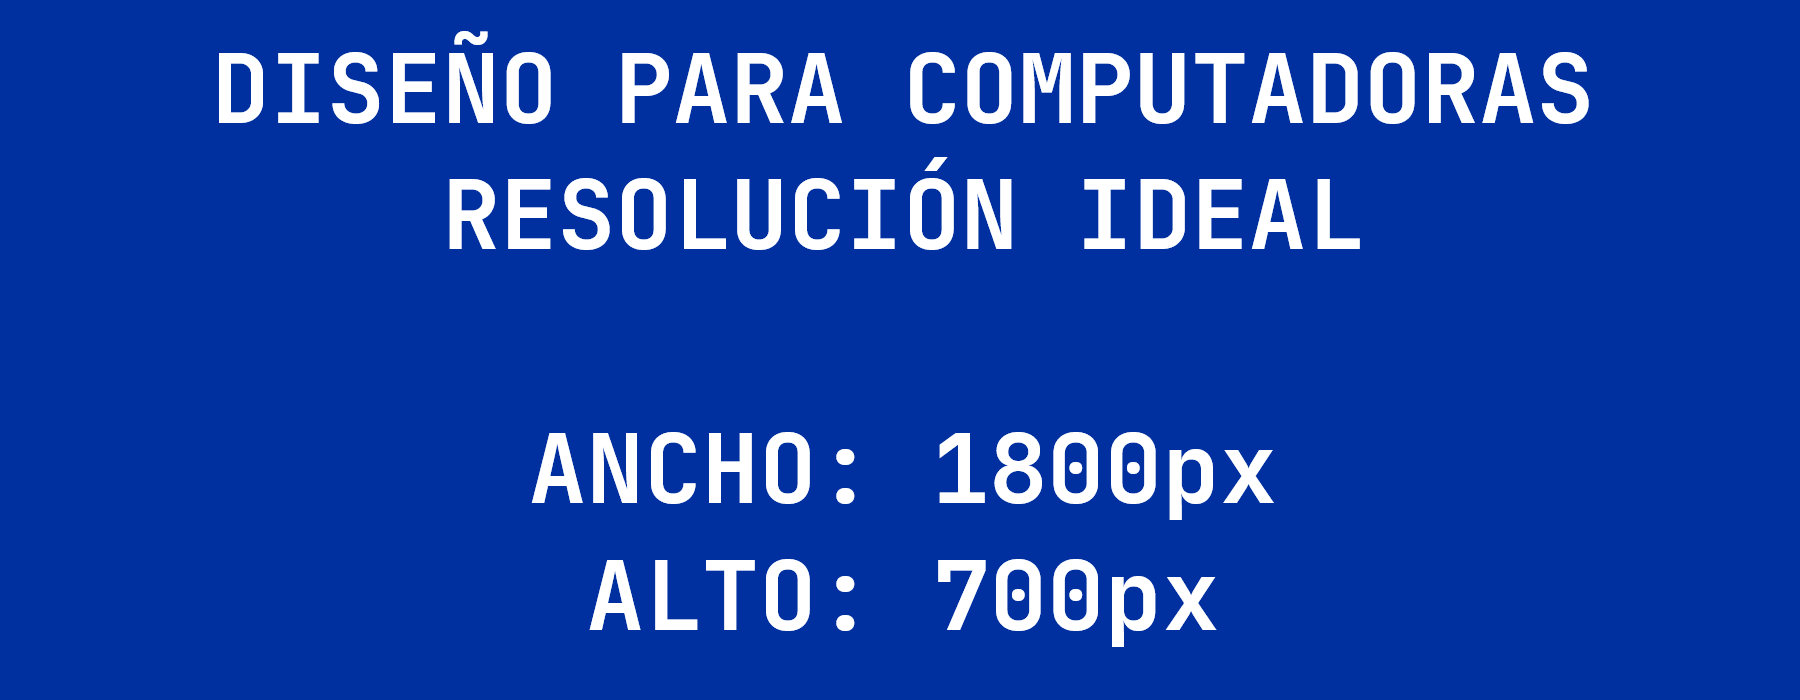 DISEÑO PARA COMPUTADORAS
RESOLUCIÓN IDEAL
ANCHO: 1800px
ALTO: 700px